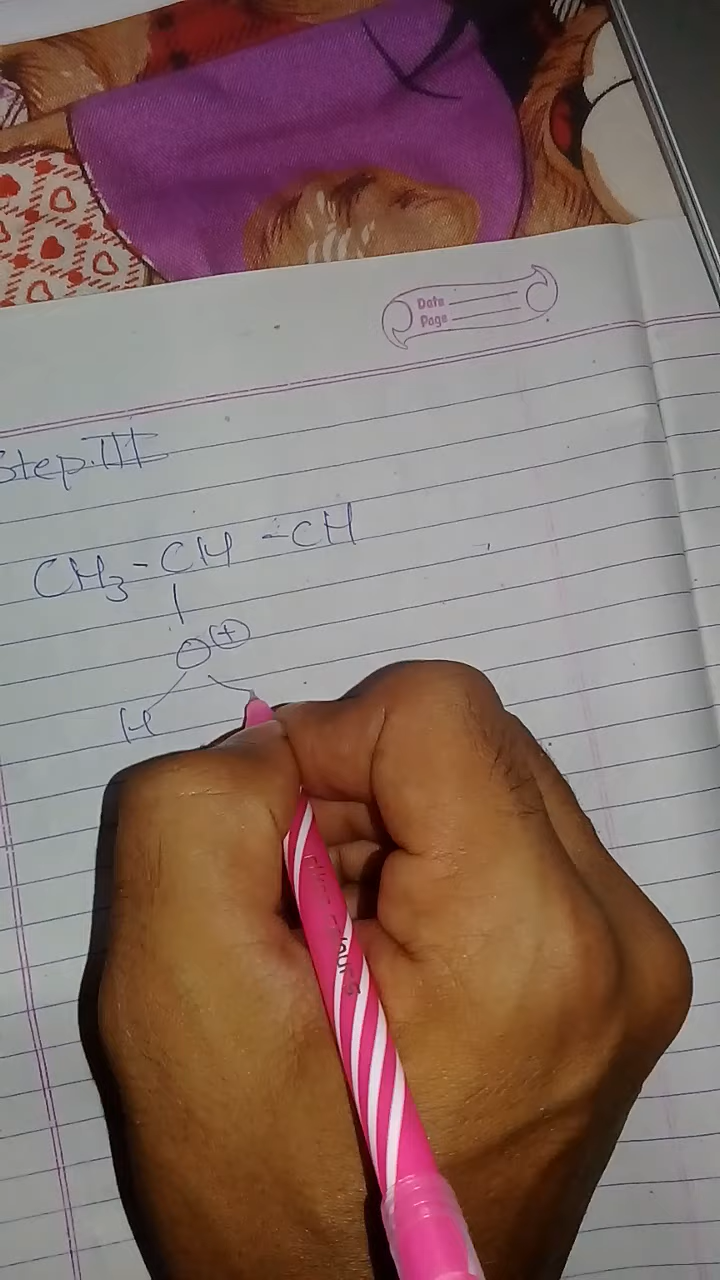 Date
Page
Step.III
CH3-CH-CH
|
O⊕
H